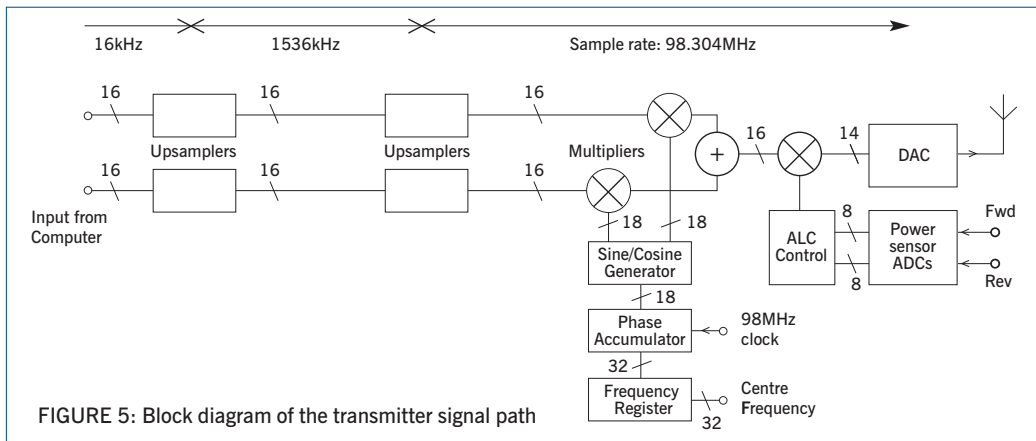 16kHz
1536kHz
Sample rate: 98.304MHz
16
16
16
Upsamplers
Upsamplers
Multipliers
16
14
DAC
16
16
16
Input from
Computer
18
18
Sine/Cosine
Generator
ALC
Control
8
8
Power
sensor
ADCs
Fwd
Rev
18
Phase
Accumulator
98MHz
clock
32
Frequency
Register
32
Centre
Frequency
FIGURE 5: Block diagram of the transmitter signal path